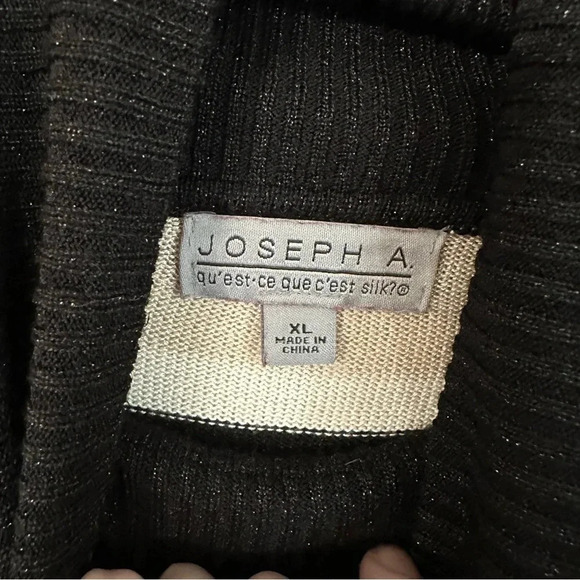 JOSEPH A.
qu'est·ce que c'est silk?®
XL
MADE IN
CHINA